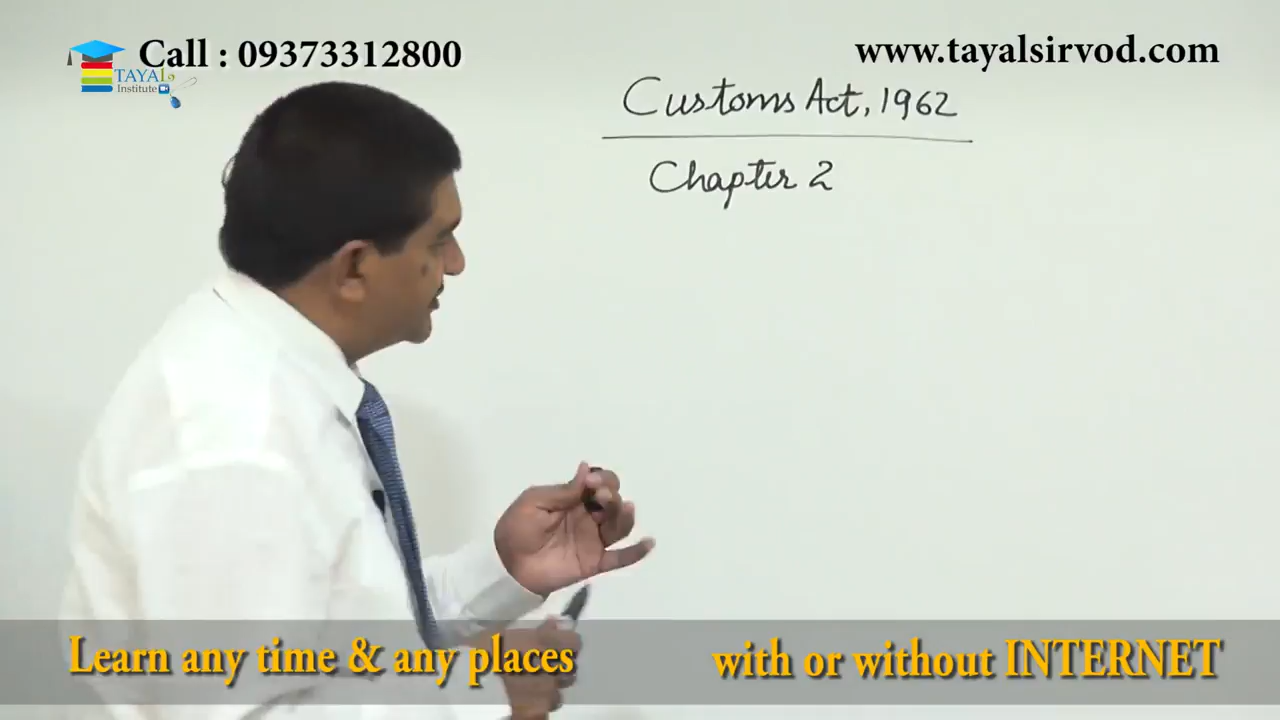 Call : 09373312800
www.tayalsirvod.com
TAYALs
Institute
Customs Act, 1962
Chapter 2
Learn any time & any places
with or without INTERNET